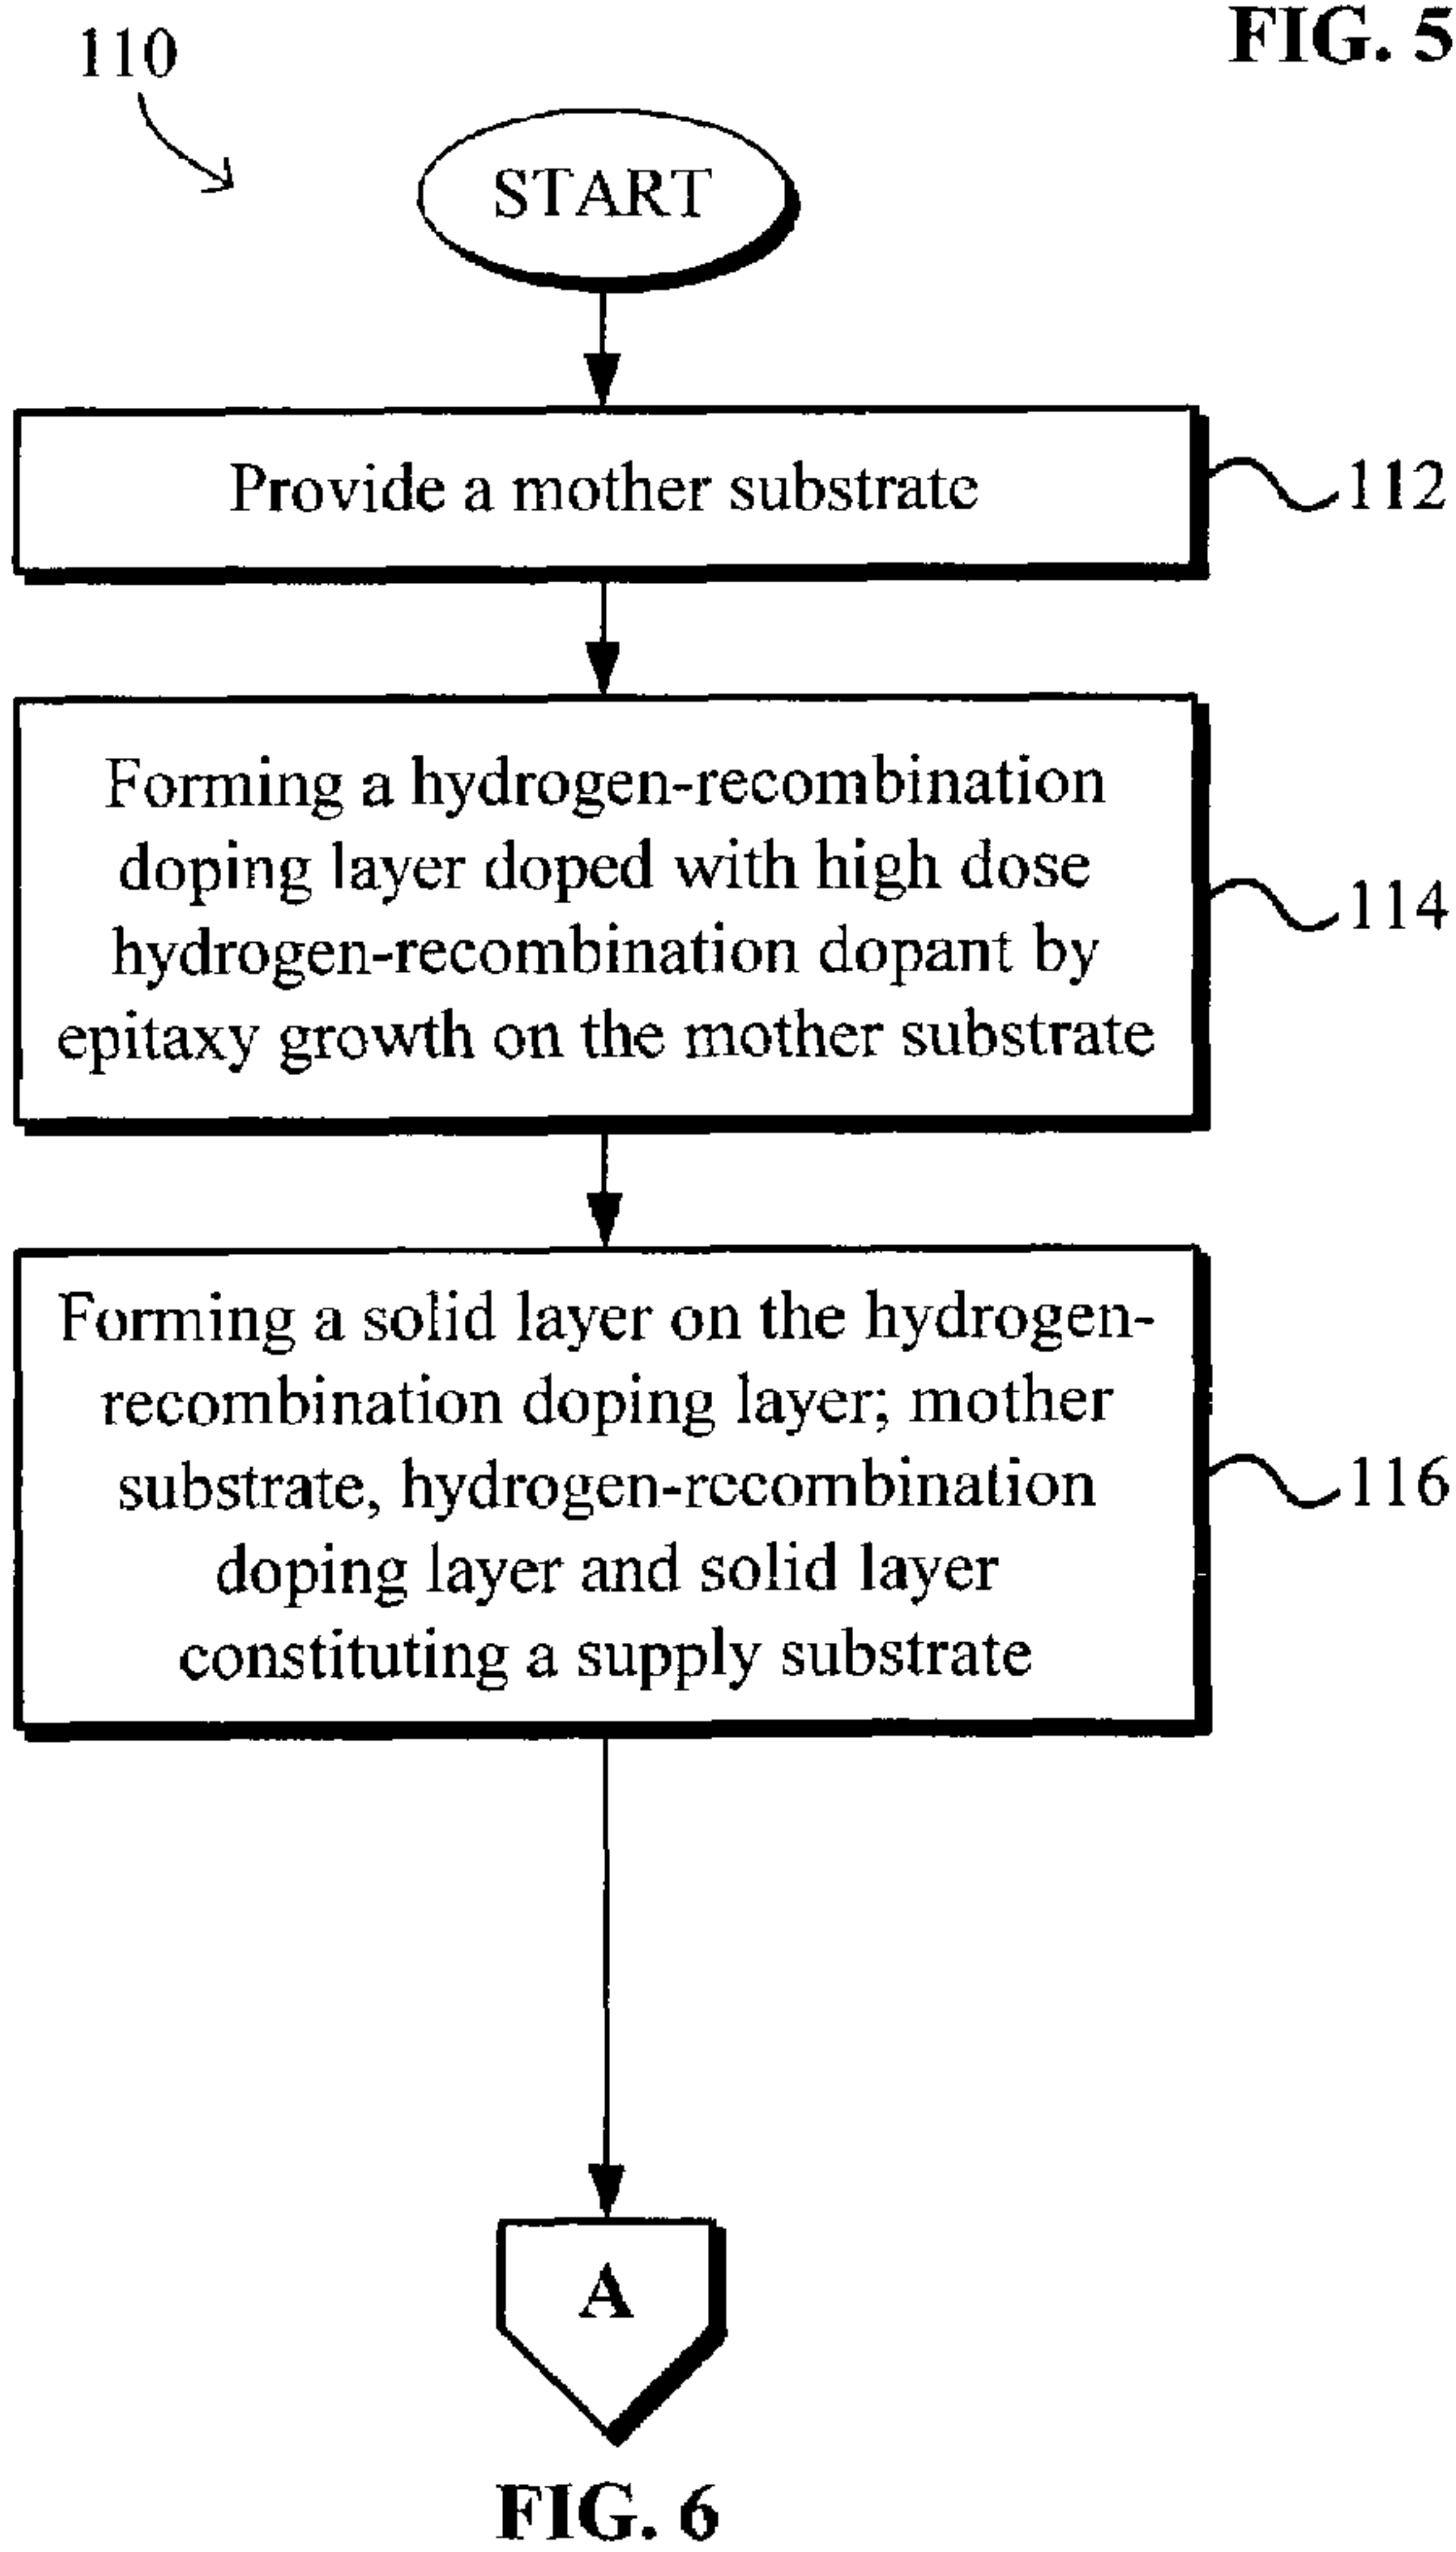 FIG. 5
110
START
Provide a mother substrate
112
Forming a hydrogen-recombination
doping layer doped with high dose
hydrogen-recombination dopant by
epitaxy growth on the mother substrate
114
Forming a solid layer on the hydrogen-
recombination doping layer; mother
substrate, hydrogen-recombination
doping layer and solid layer
constituting a supply substrate
116
A
FIG. 6